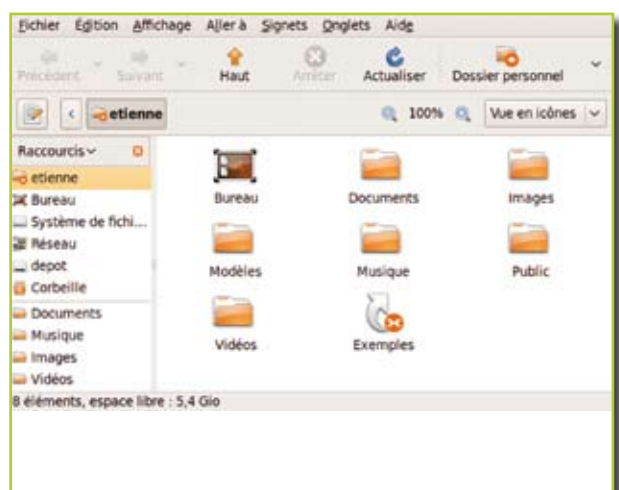 Fichier Édition Affichage Aller à Signets Onglets Aide
Précédent Suivant Haut Arrêter Actualiser Dossier personnel
etienne 100% Vue en icônes
Raccourcis
etienne
Bureau
Système de fichi...
Réseau
depot
Corbeille
Documents
Musique
Images
Vidéos
Bureau Documents Images
Modèles Musique Public
Vidéos Exemples
8 éléments, espace libre : 5,4 Gio